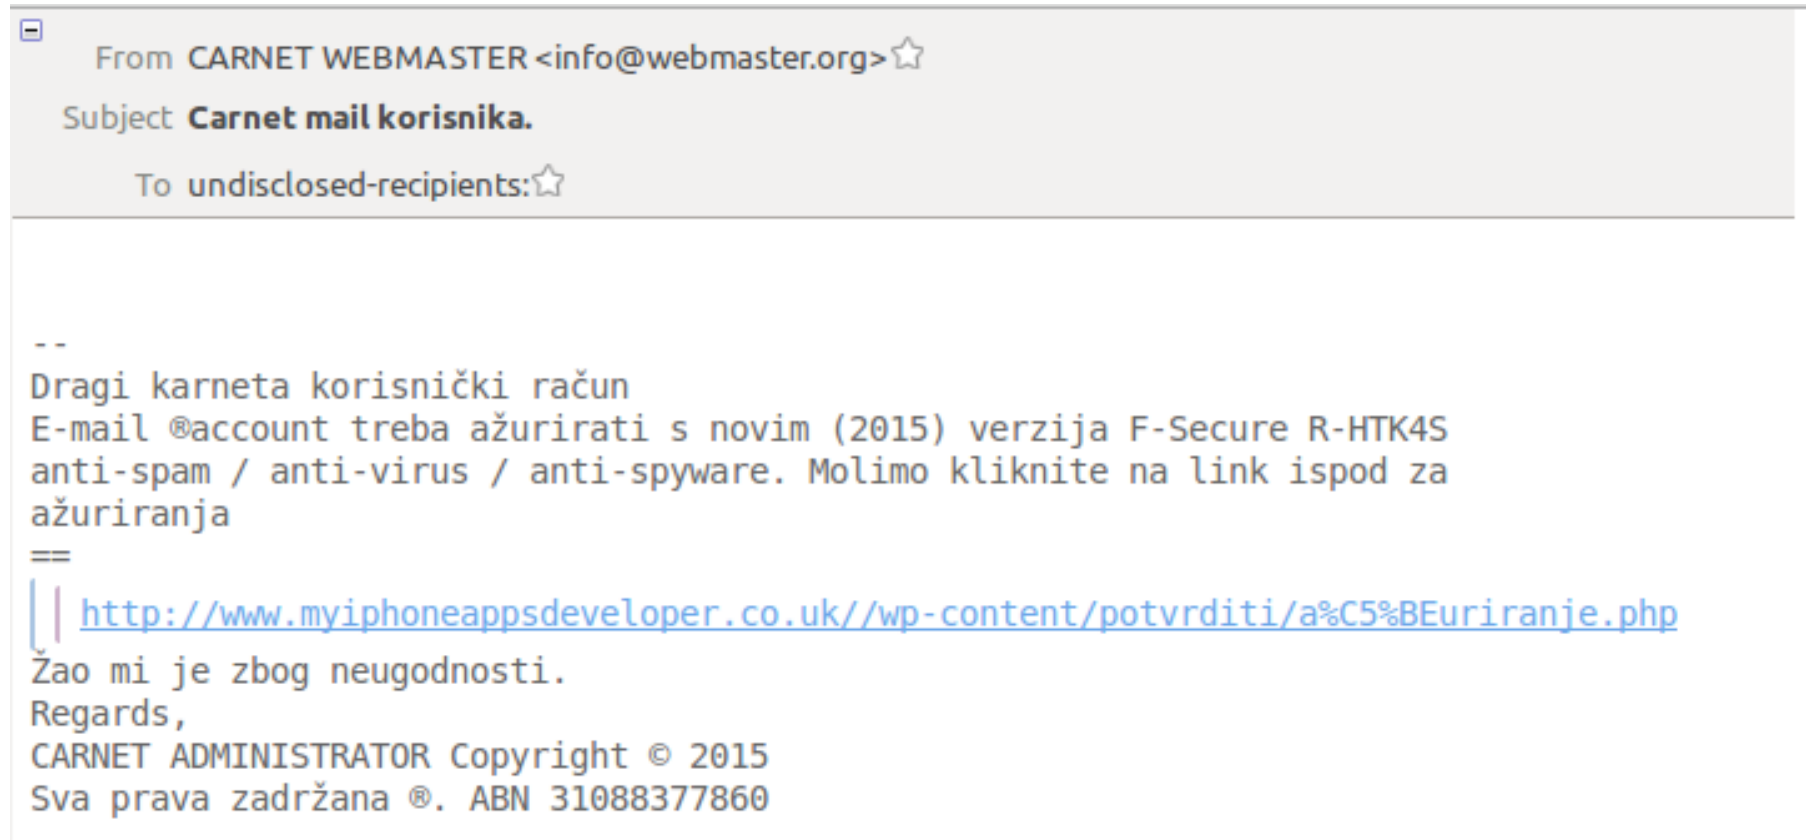 From CARNET WEBMASTER <info@webmaster.org>
Subject Carnet mail korisnika.
To undisclosed-recipients:
--
Dragi karneta korisnički račun
E-mail ®account treba ažurirati s novim (2015) verzija F-Secure R-HTK4S
anti-spam / anti-virus / anti-spyware. Molimo kliknite na link ispod za
ažuriranja
==
http://www.myiphoneappsdeveloper.co.uk//wp-content/potvrditi/a%C5%BEuriranje.php
Žao mi je zbog neugodnosti.
Regards,
CARNET ADMINISTRATOR Copyright © 2015
Sva prava zadržana ®. ABN 31088377860